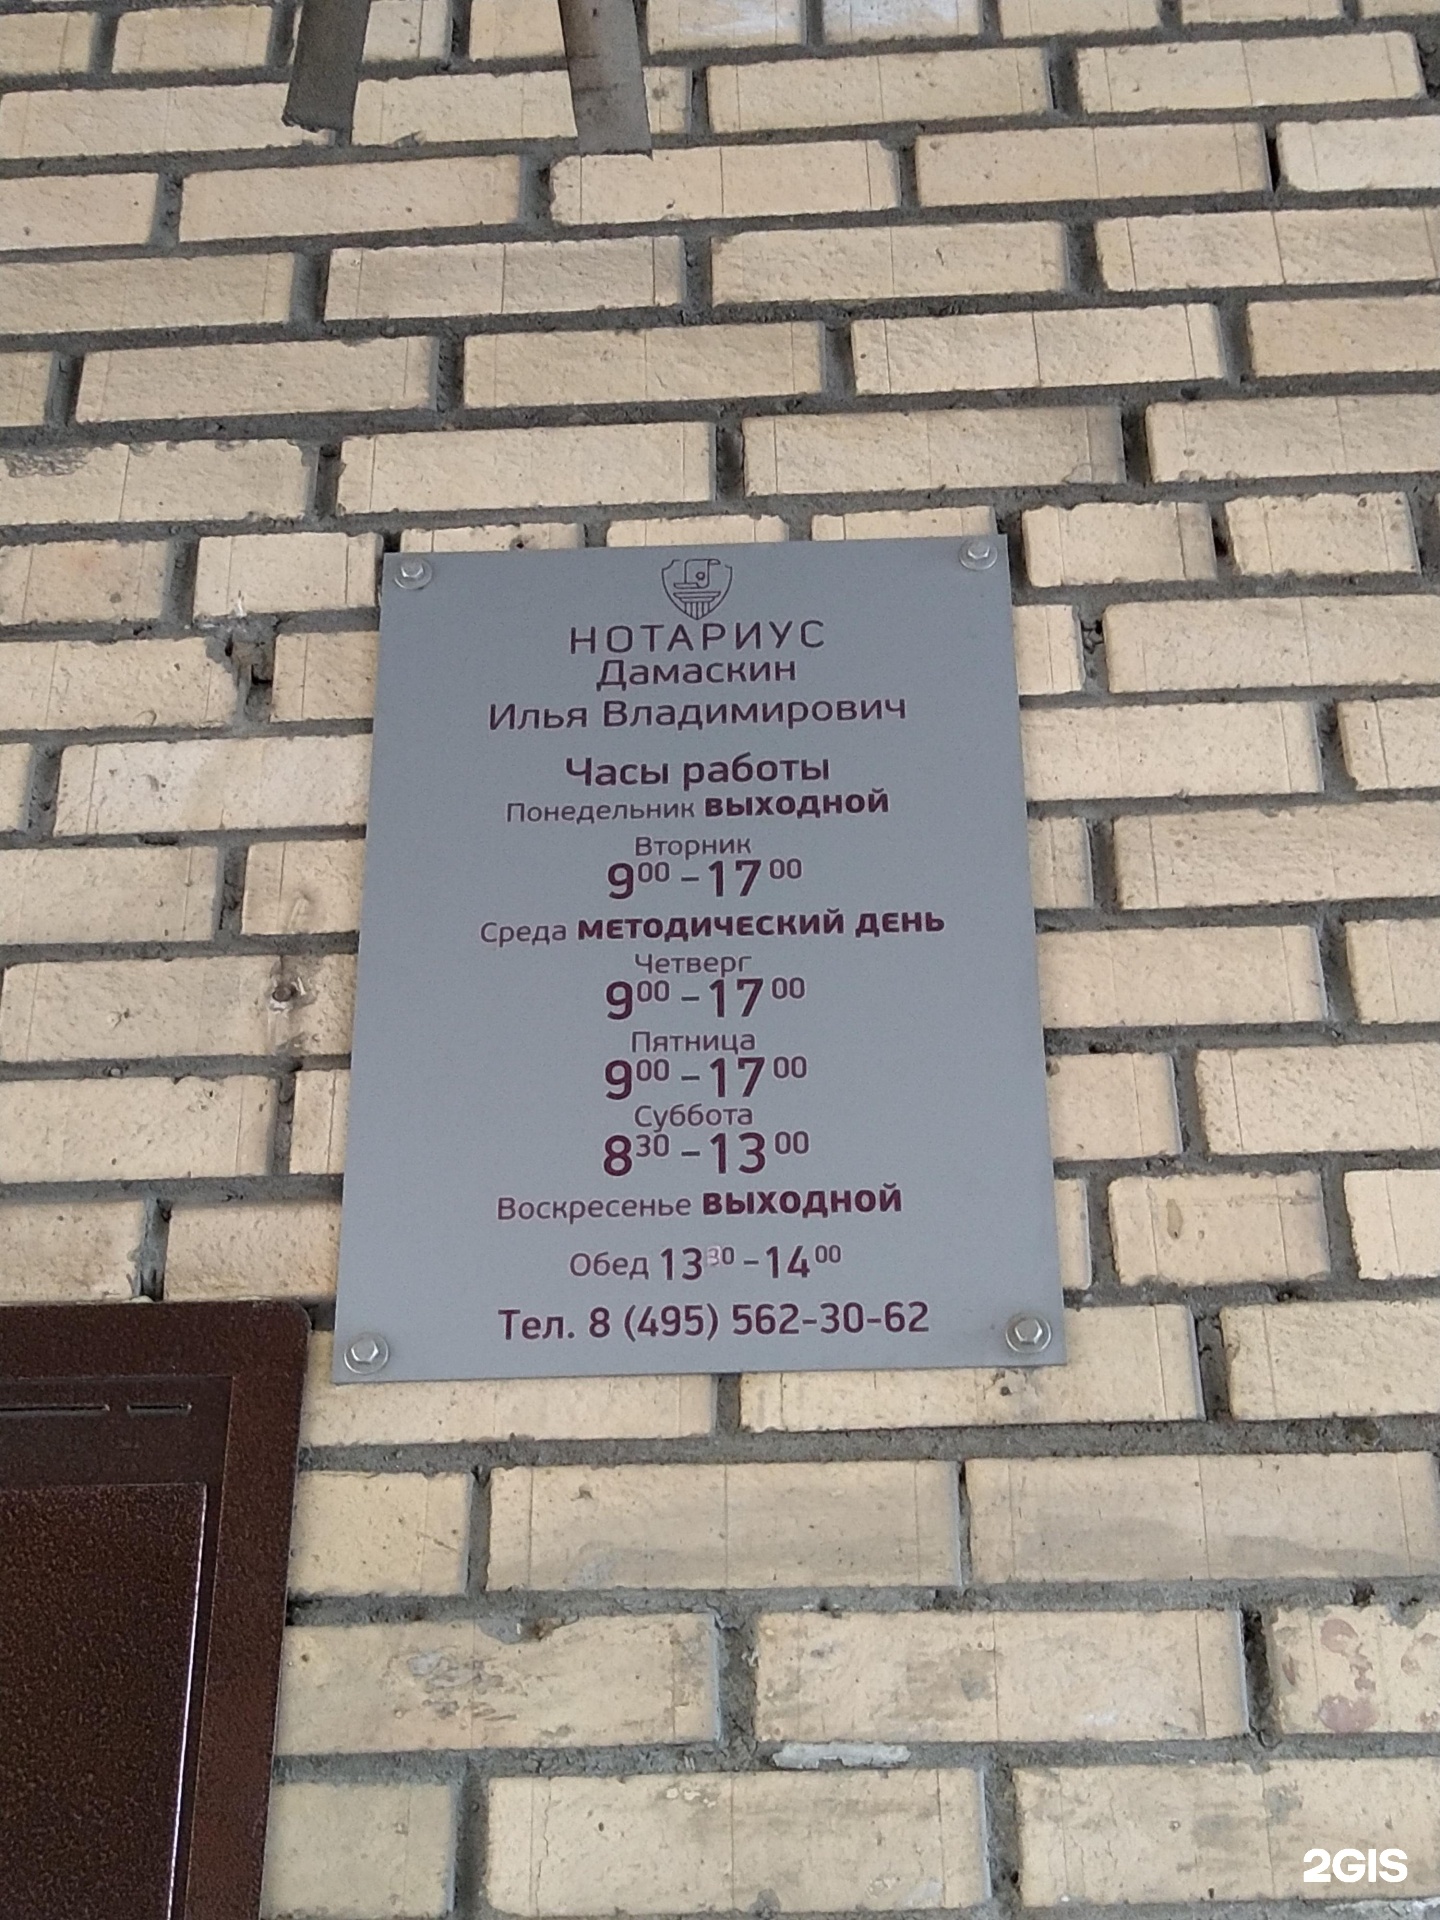 НОТАРИУС
Дамаскин
Илья Владимирович
Часы работы
Понедельник выходной
Вторник
9⁰⁰ – 17⁰⁰
Среда методический день
Четверг
9⁰⁰ – 17⁰⁰
Пятница
9⁰⁰ – 17⁰⁰
Суббота
8³⁰ – 13⁰⁰
Воскресенье выходной
Обед 13³⁰ – 14⁰⁰
Тел. 8 (495) 562-30-62
2GIS